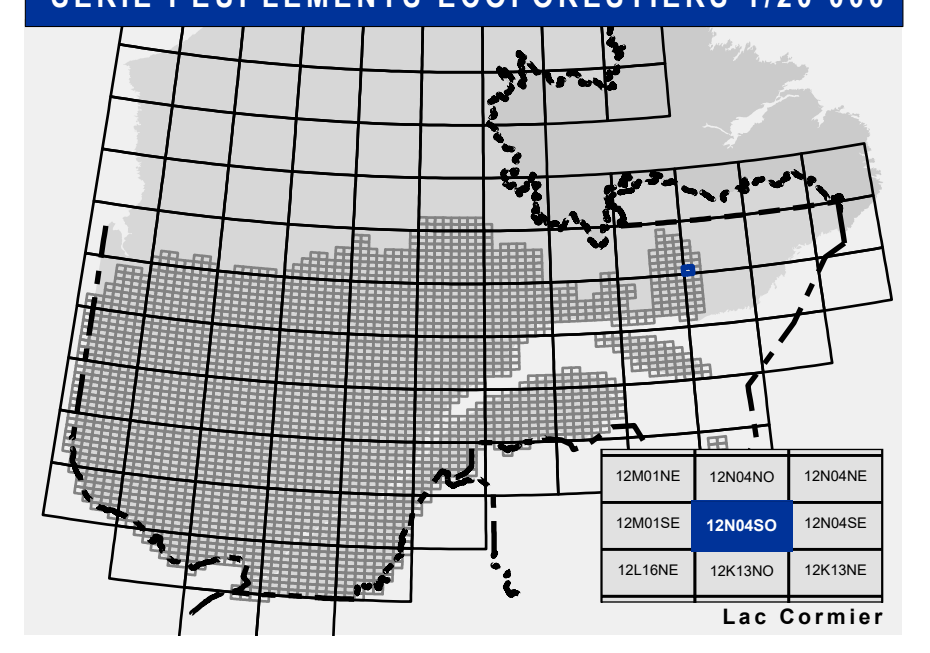 SÉRIE PEUPLEMENTS ÉCOFORESTIERS 1/20 000
12M01NE 12N04NO 12N04NE
12M01SE 12N04SO 12N04SE
12L16NE 12K13NO 12K13NE
Lac Cormier